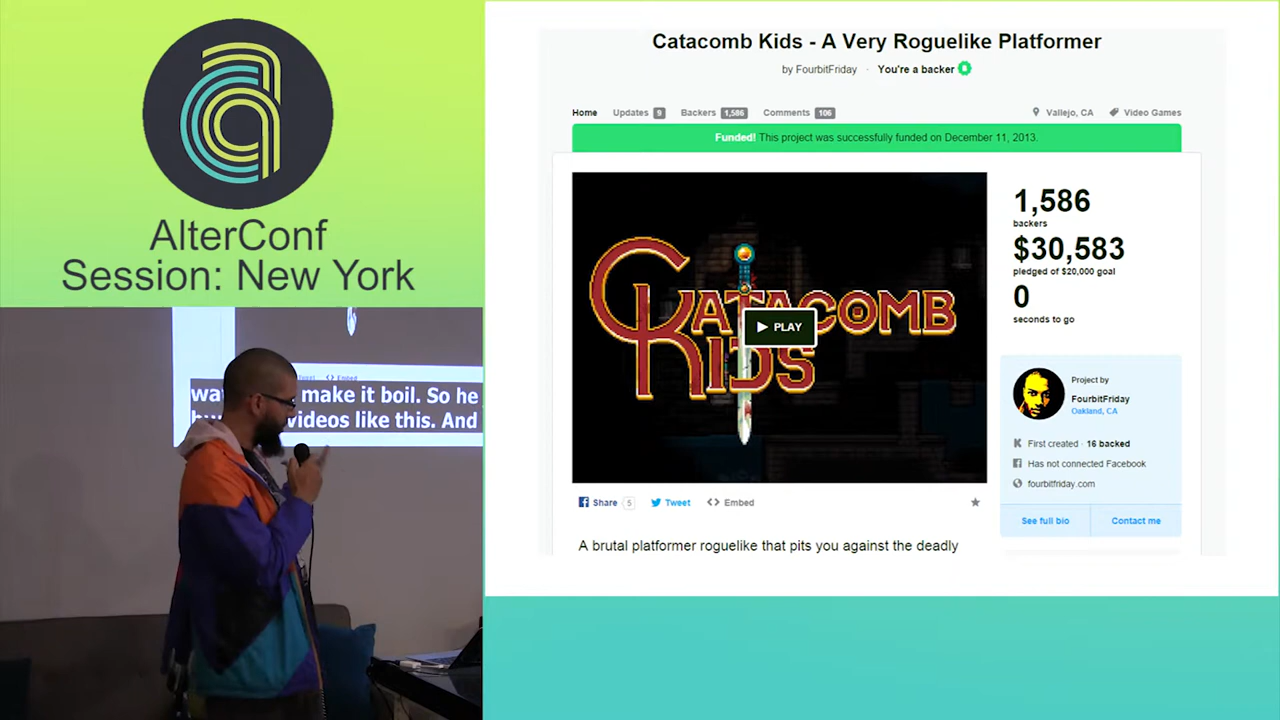 AlterConf
Session: New York
make it boil. So he
videos like this. And
Catacomb Kids - A Very Roguelike Platformer
by FourbitFriday · You're a backer
Home Updates 9 Backers 1,586 Comments 106 Vallejo, CA Video Games
Funded! This project was successfully funded on December 11, 2013.
CATACOMB
KIDS
PLAY
1,586
backers
$30,583
pledged of $20,000 goal
0
seconds to go
Project by
FourbitFriday
Oakland, CA
First created · 16 backed
Has not connected Facebook
fourbitfriday.com
See full bio Contact me
Share 5 Tweet Embed
A brutal platformer roguelike that pits you against the deadly